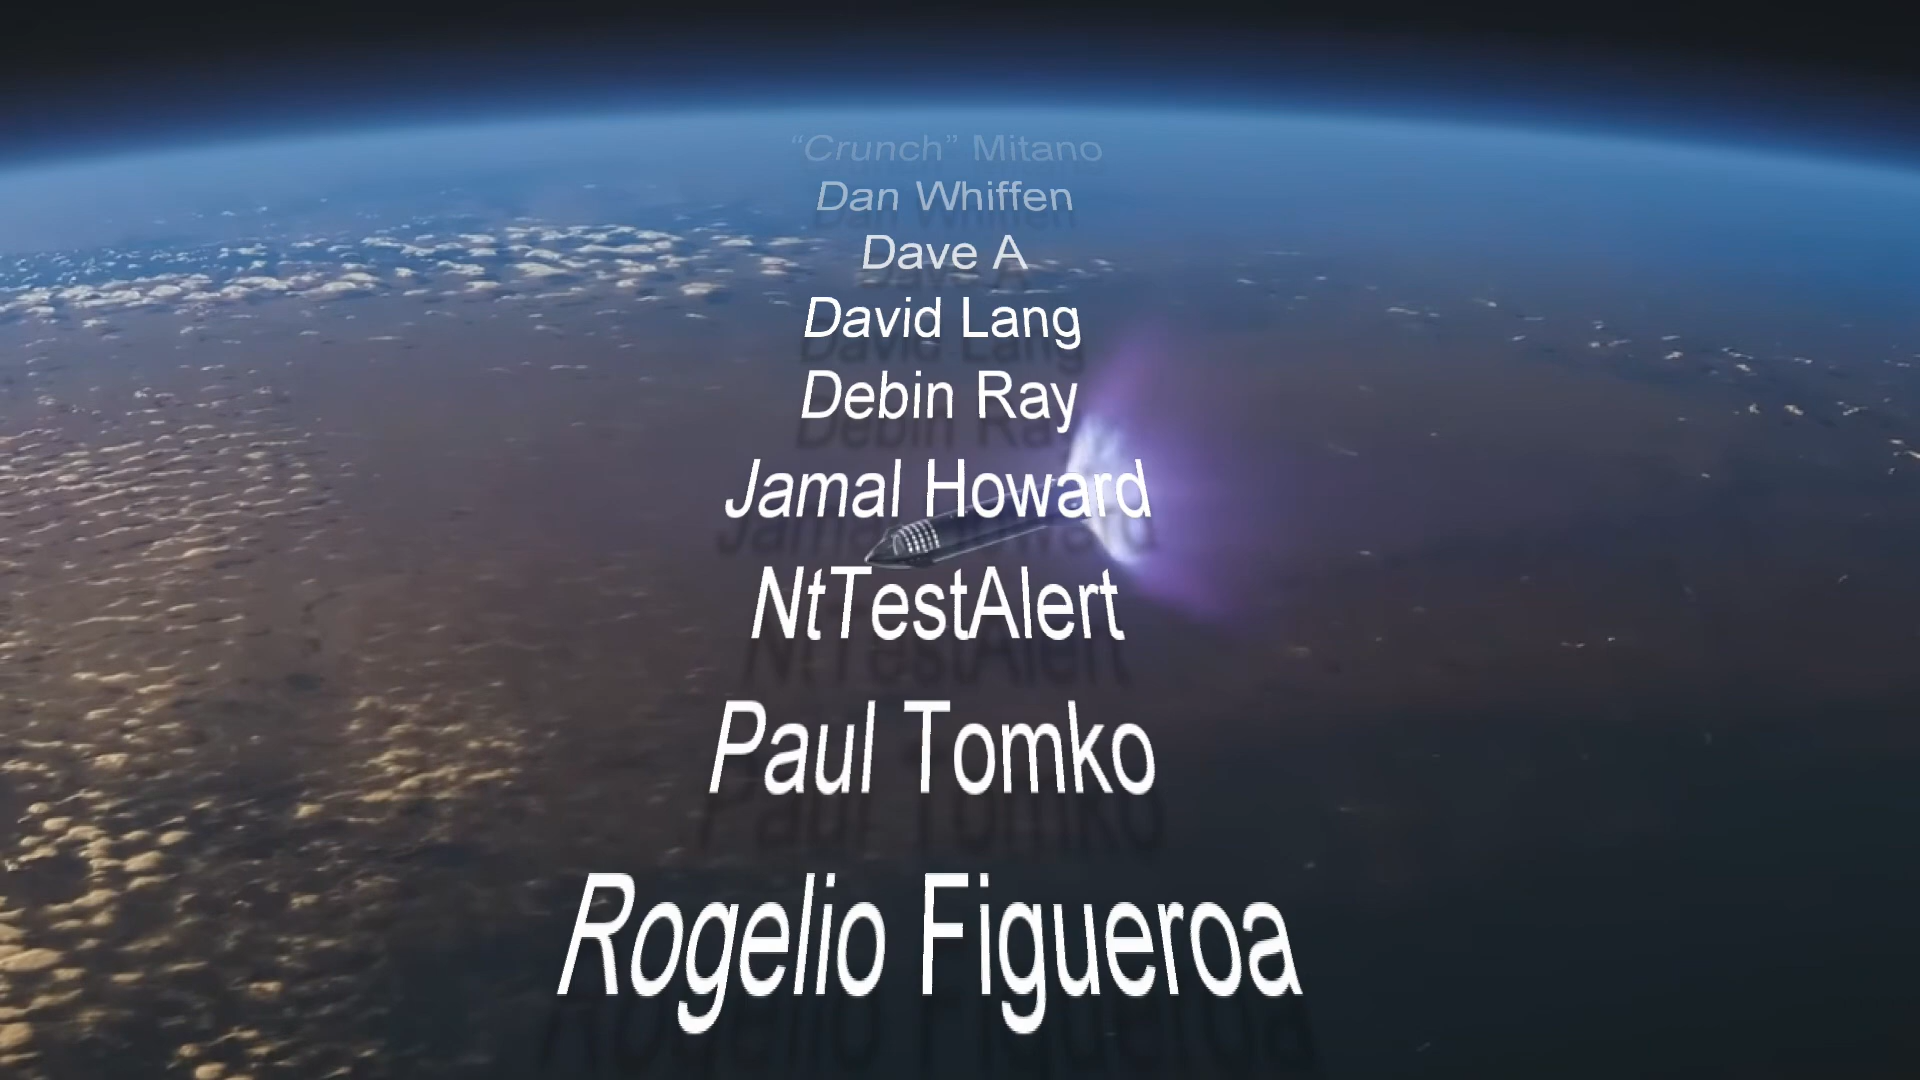 “Crunch” Mitano
Dan Whiffen
Dave A
David Lang
Debin Ray
Jamal Howard
NtTestAlert
Paul Tomko
Rogelio Figueroa